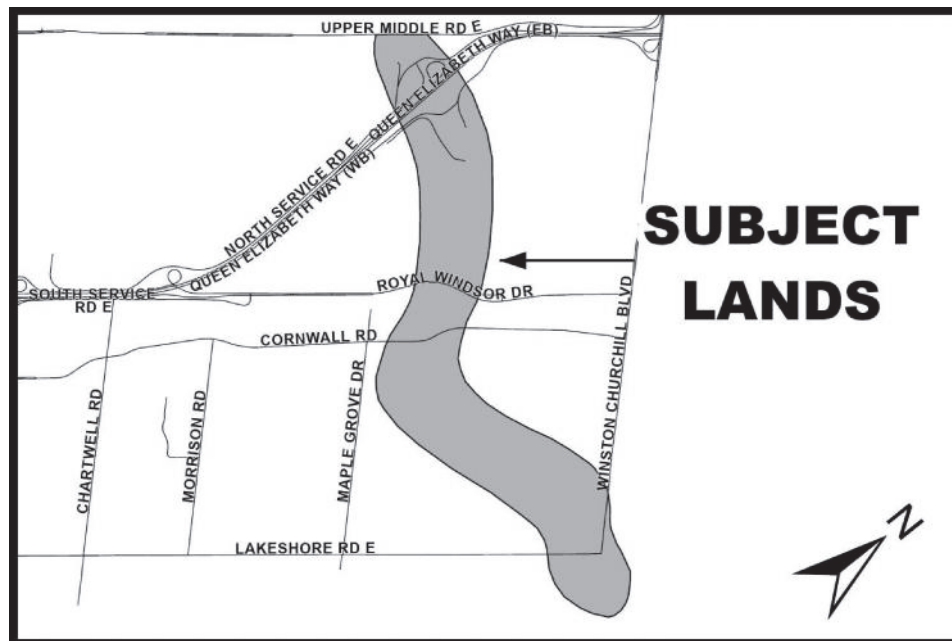 UPPER MIDDLE RD E
QUEEN ELIZABETH WAY (EB)
NORTH SERVICE RD E
QUEEN ELIZABETH WAY (WB)
SUBJECT
LANDS
ROYAL WINDSOR DR
SOUTH SERVICE
RD E
CORNWALL RD
WINSTON CHURCHILL BLVD
CHARTWELL RD
MORRISON RD
MAPLE GROVE DR
LAKESHORE RD E
N